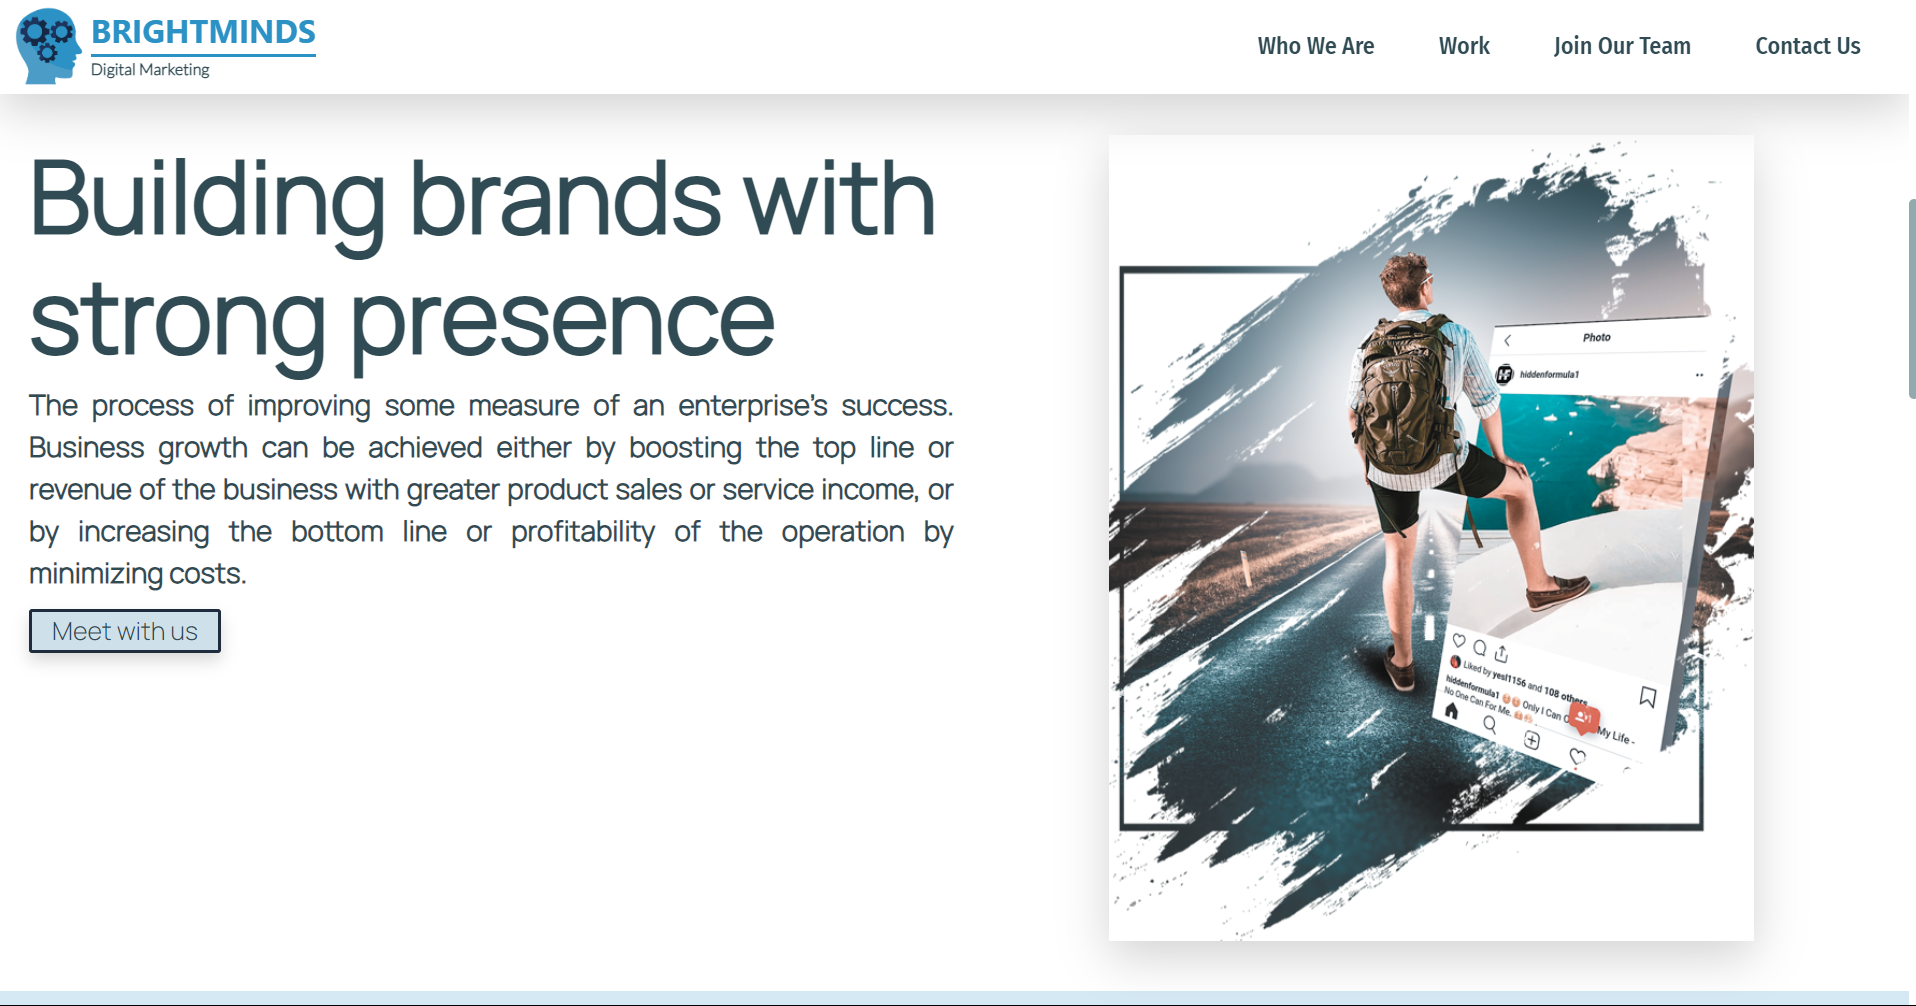 BRIGHTMINDS
Digital Marketing
Who We Are
Work
Join Our Team
Contact Us
Building brands with
strong presence
The process of improving some measure of an enterprise's success.
Business growth can be achieved either by boosting the top line or
revenue of the business with greater product sales or service income, or
by increasing the bottom line or profitability of the operation by
minimizing costs.
Meet with us
Photo
hiddenformula1
Liked by yesl1156 and 108 others
hiddenformula1 Only I Can My Life -
No One Can For Me.